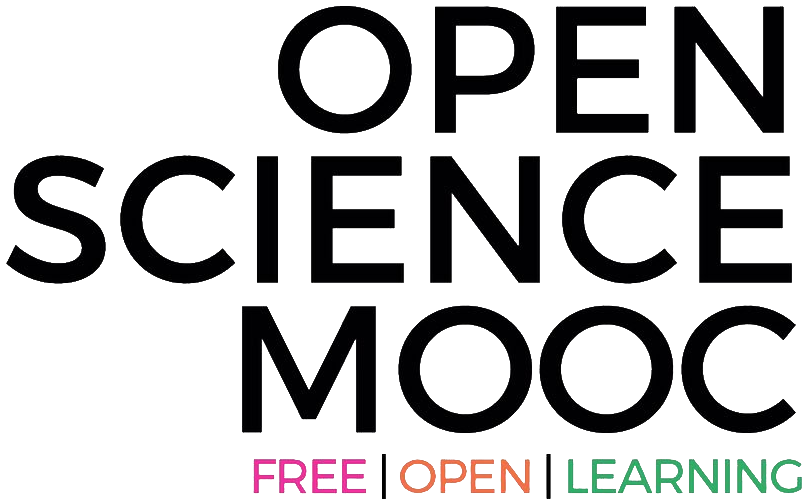 OPEN
SCIENCE
MOOC
FREE | OPEN | LEARNING